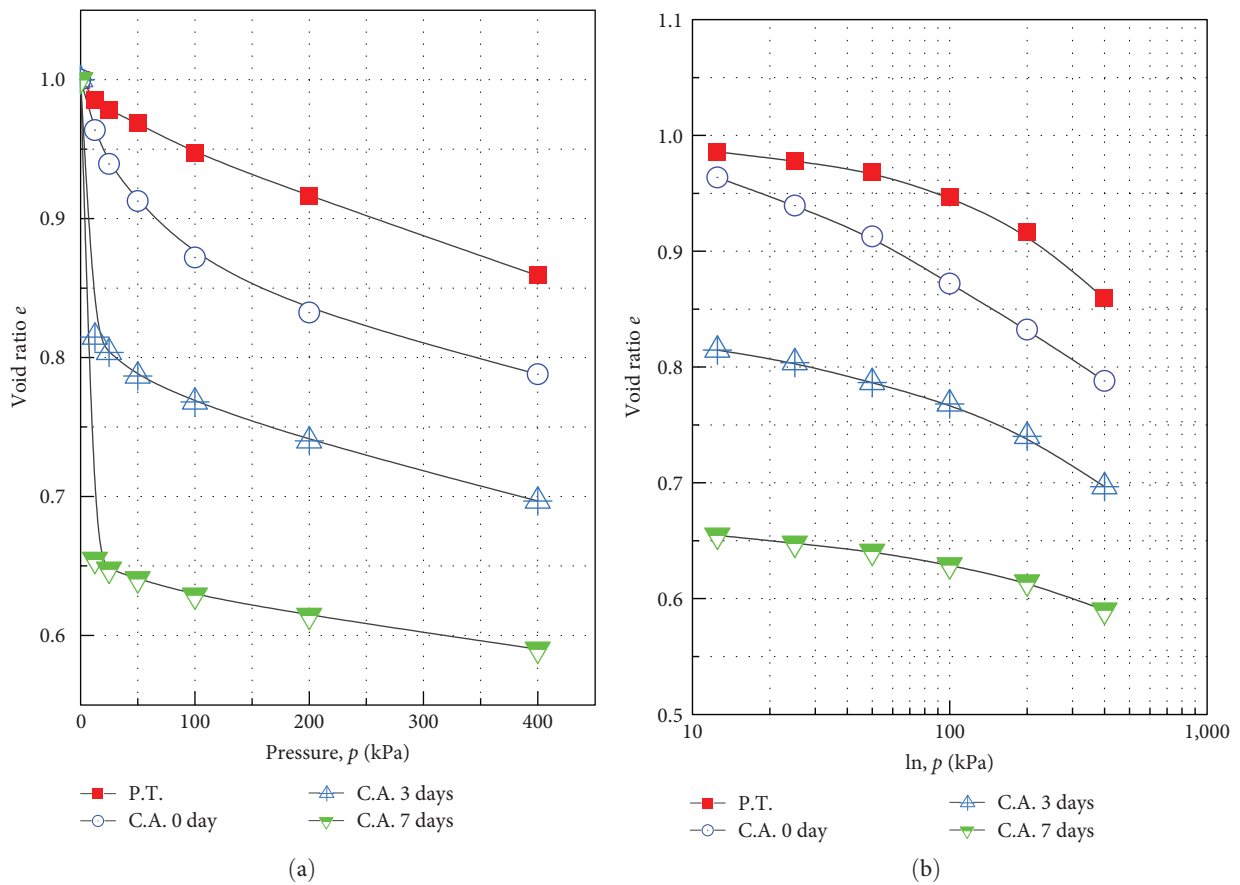 1.0
0.9
0.8
0.7
0.6
Void ratio e
0 100 200 300 400
Pressure, p (kPa)
P.T.
C.A. 0 day
C.A. 3 days
C.A. 7 days
(a)
1.1
1.0
0.9
0.8
0.7
0.6
0.5
Void ratio e
10 100 1,000
ln, p (kPa)
P.T.
C.A. 0 day
C.A. 3 days
C.A. 7 days
(b)